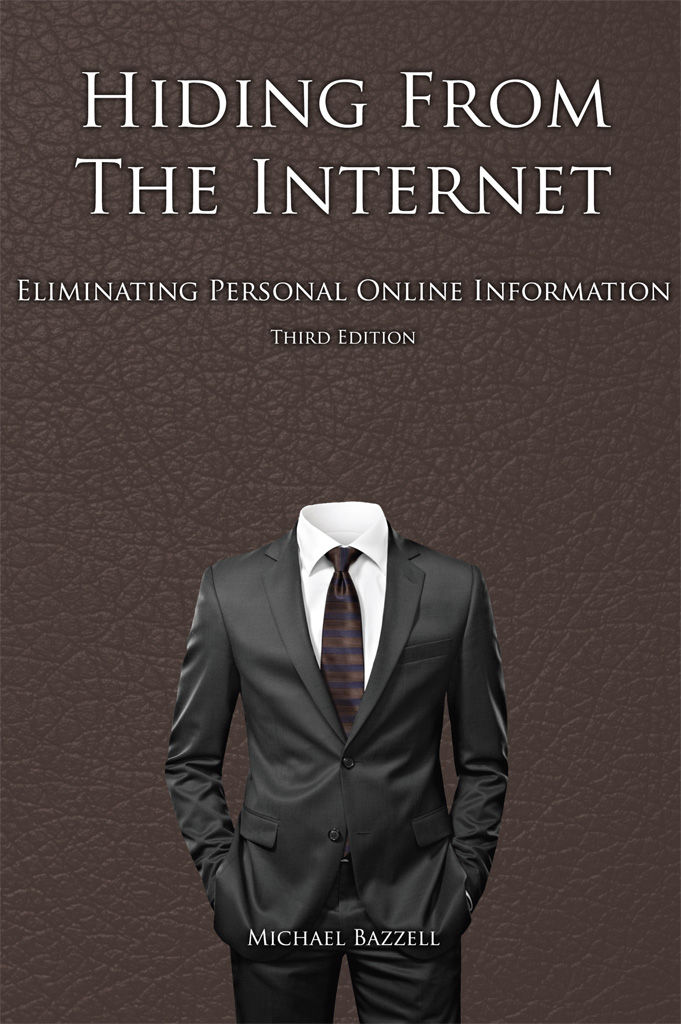 Hiding From
The Internet
Eliminating Personal Online Information
Third Edition
Michael Bazzell